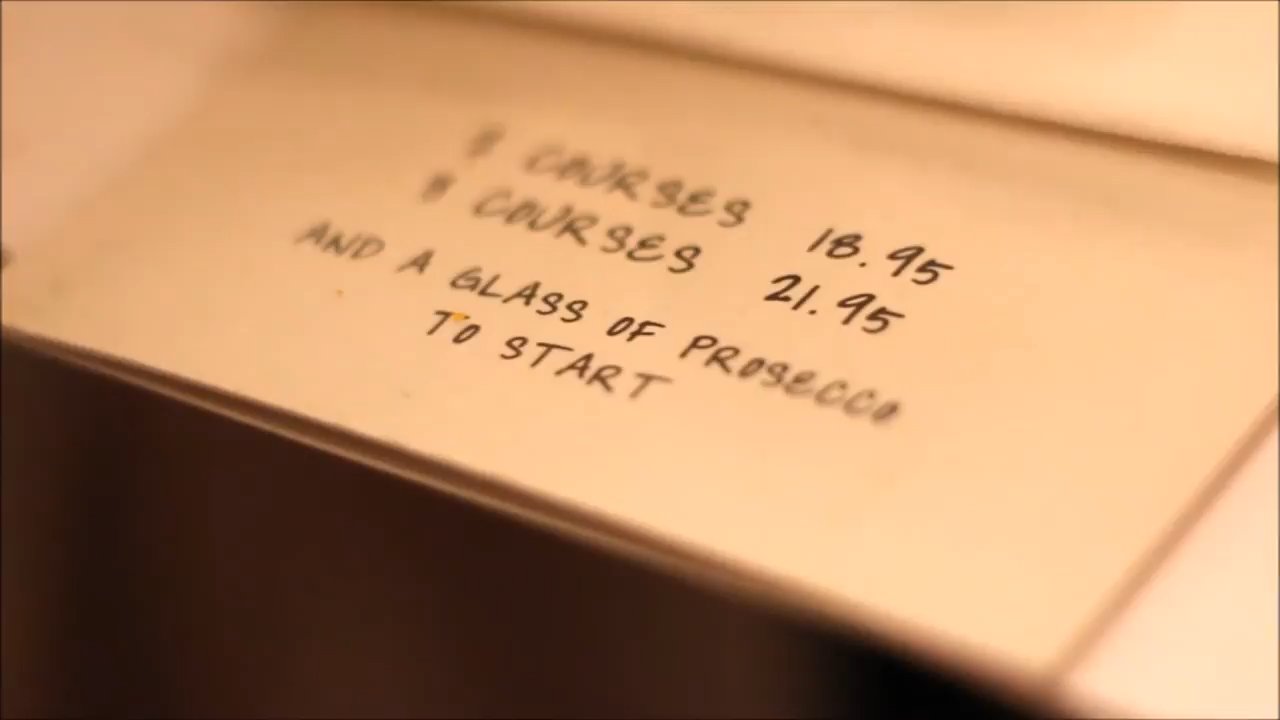 COURSES 18.95
COURSES 21.95
AND A GLASS OF PROSECCO
TO START